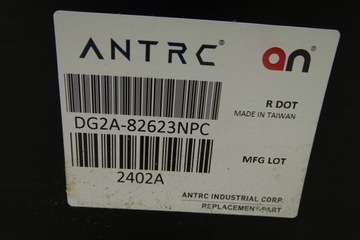 ANTRC®
an®
R DOT
MADE IN TAIWAN
DG2A-82623NPC
MFG LOT
2402A
ANTRC INDUSTRIAL CORP.
REPLACEMENT-PART